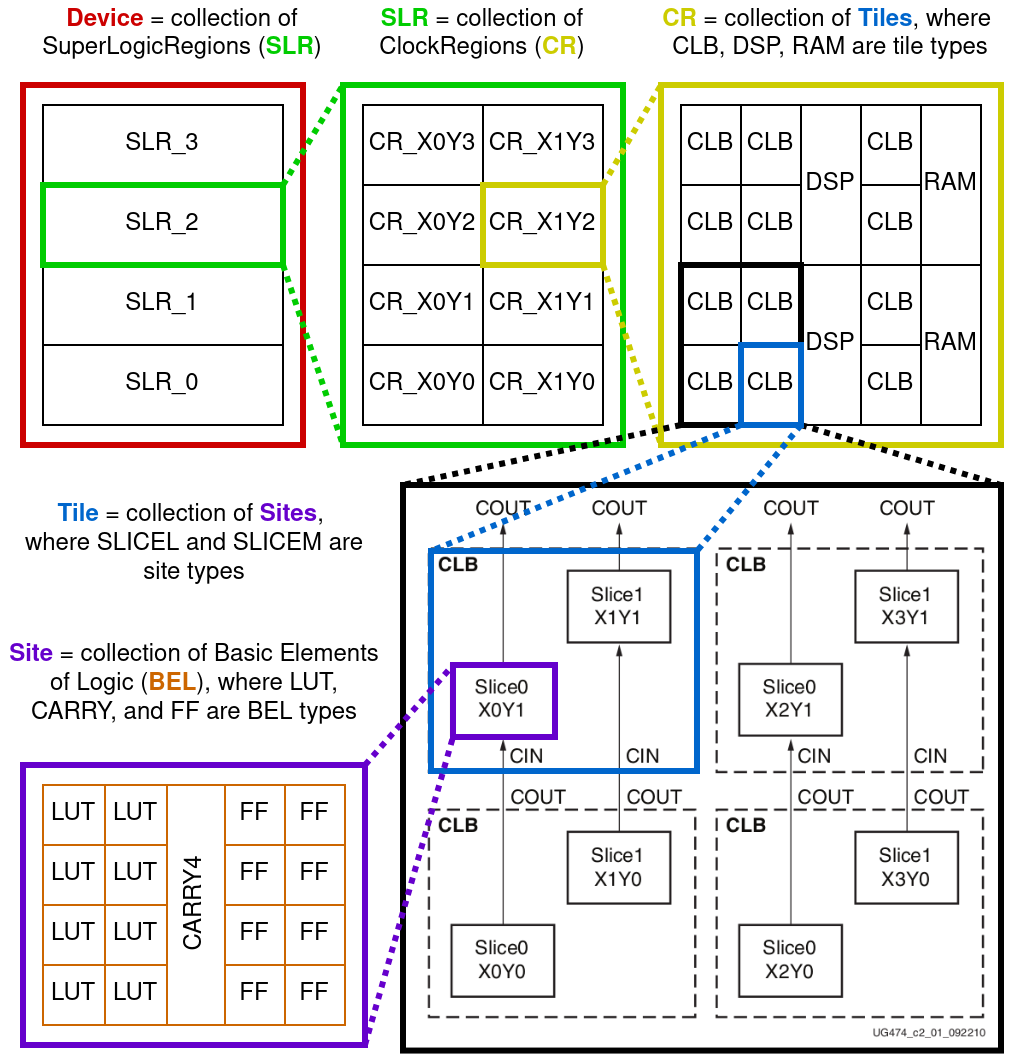 Device = collection of
SuperLogicRegions (SLR)
SLR = collection of
ClockRegions (CR)
CR = collection of Tiles, where
CLB, DSP, RAM are tile types
SLR_3
SLR_2
SLR_1
SLR_0
CR_X0Y3 CR_X1Y3
CR_X0Y2 CR_X1Y2
CR_X0Y1 CR_X1Y1
CR_X0Y0 CR_X1Y0
CLB CLB CLB
DSP RAM
CLB CLB CLB
CLB CLB CLB
DSP RAM
CLB CLB CLB
Tile = collection of Sites,
where SLICEL and SLICEM are
site types
Site = collection of Basic Elements
of Logic (BEL), where LUT,
CARRY, and FF are BEL types
LUT LUT FF FF
LUT LUT FF FF
CARRY4
LUT LUT FF FF
LUT LUT FF FF
COUT COUT COUT COUT
CLB CLB
Slice1 Slice1
X1Y1 X3Y1
Slice0 Slice0
X0Y1 X2Y1
CIN CIN CIN CIN
COUT COUT COUT COUT
CLB CLB
Slice1 Slice1
X1Y0 X3Y0
Slice0 Slice0
X0Y0 X2Y0
UG474_c2_01_092210